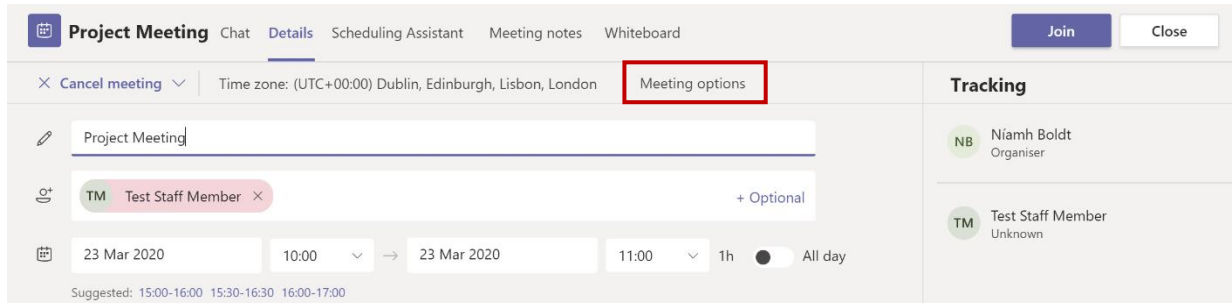 Project Meeting Chat Details Scheduling Assistant Meeting notes Whiteboard Join Close
Cancel meeting Time zone: (UTC+00:00) Dublin, Edinburgh, Lisbon, London Meeting options
Tracking
Project Meeting
NB Níamh Boldt
Organiser
TM Test Staff Member + Optional
TM Test Staff Member
Unknown
23 Mar 2020 10:00 → 23 Mar 2020 11:00 1h All day
Suggested: 15:00-16:00 15:30-16:30 16:00-17:00